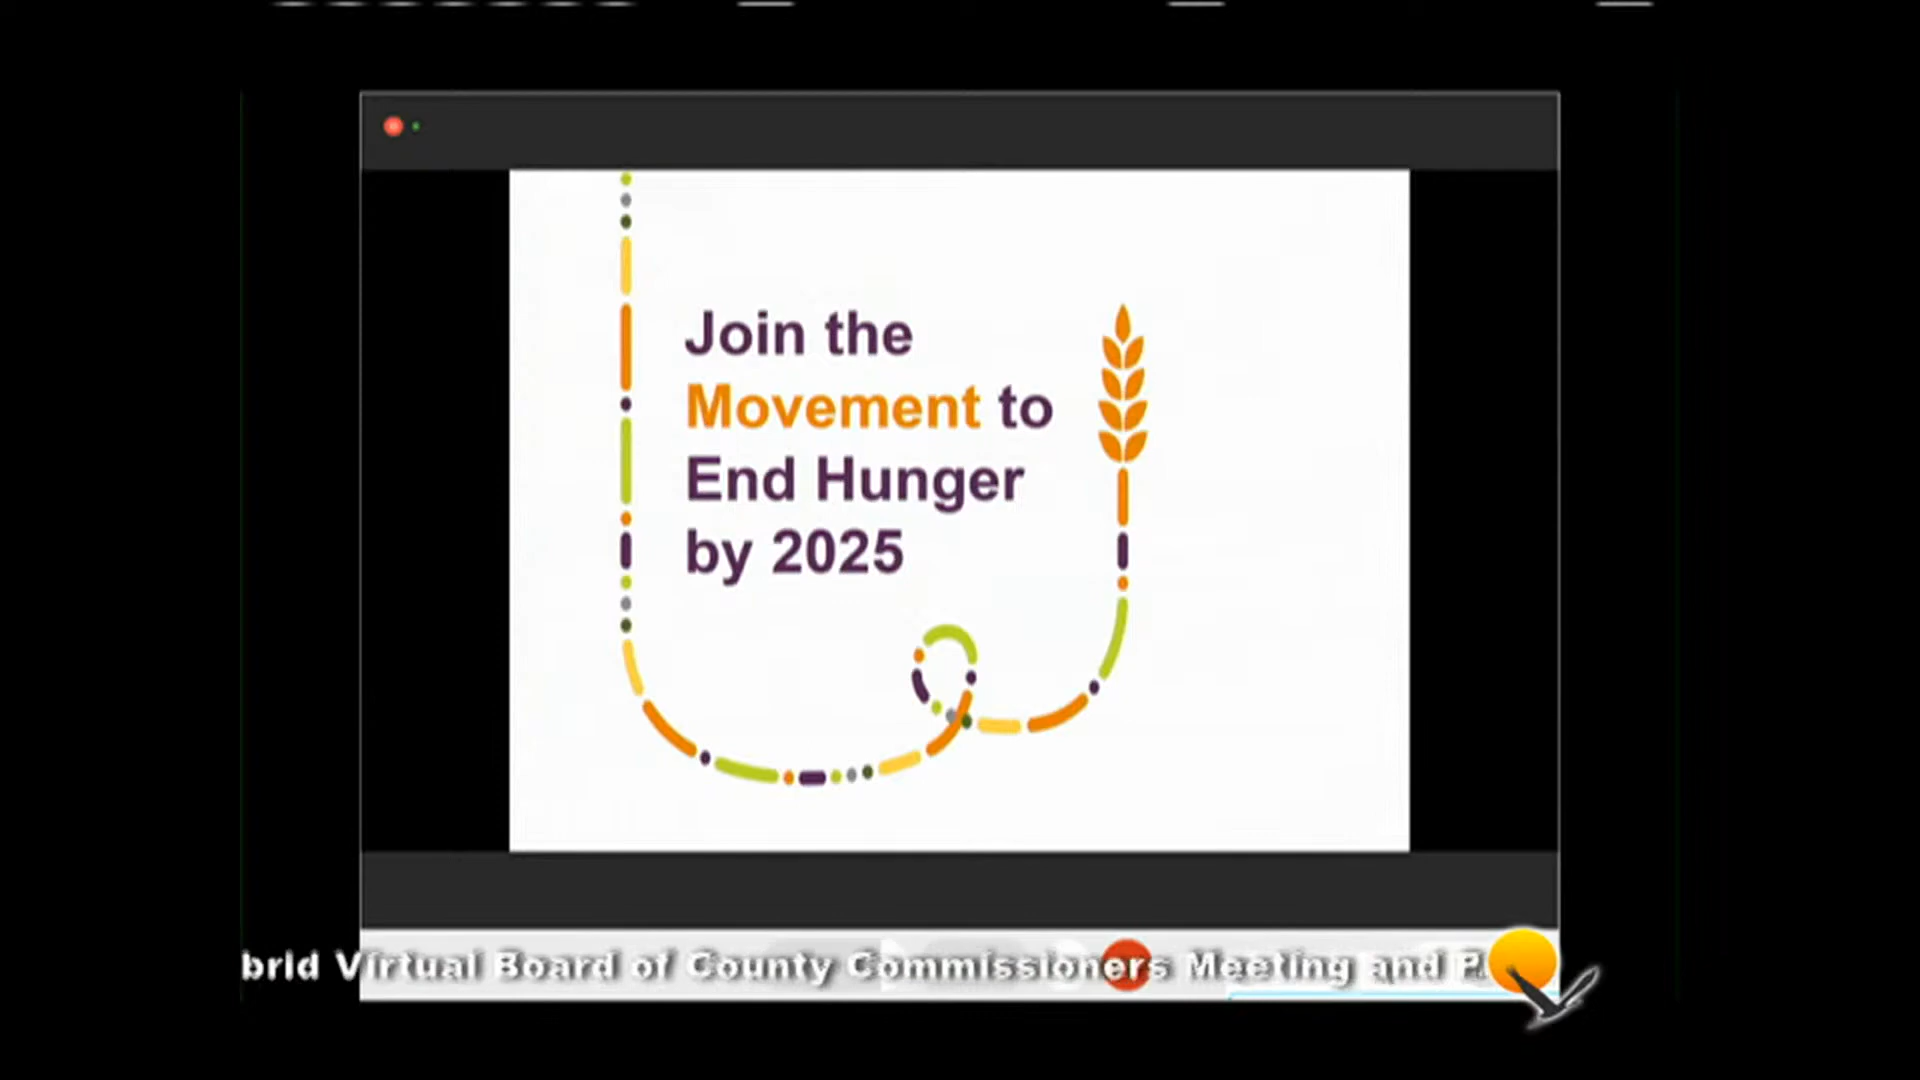 Join the
Movement to
End Hunger
by 2025
brid Virtual Board of County Commissioners Meeting and